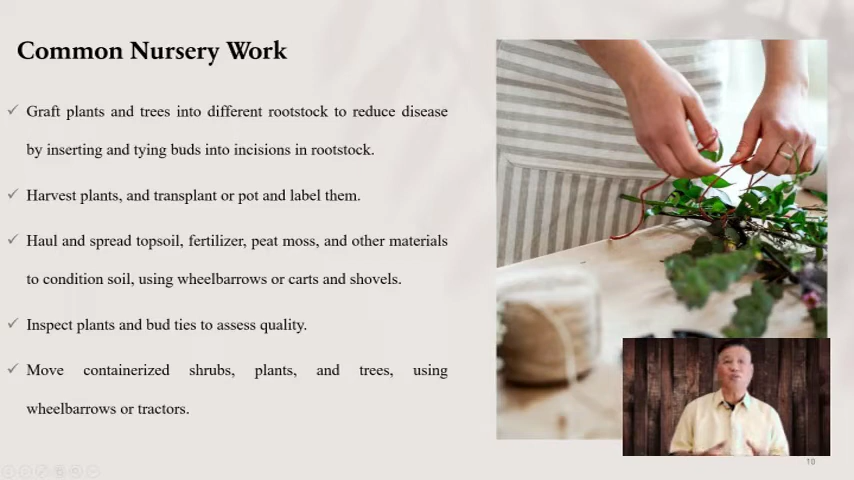 Common Nursery Work
✓ Graft plants and trees into different rootstock to reduce disease
by inserting and tying buds into incisions in rootstock.
✓ Harvest plants, and transplant or pot and label them.
✓ Haul and spread topsoil, fertilizer, peat moss, and other materials
to condition soil, using wheelbarrows or carts and shovels.
✓ Inspect plants and bud ties to assess quality.
✓ Move containerized shrubs, plants, and trees, using
wheelbarrows or tractors.
10